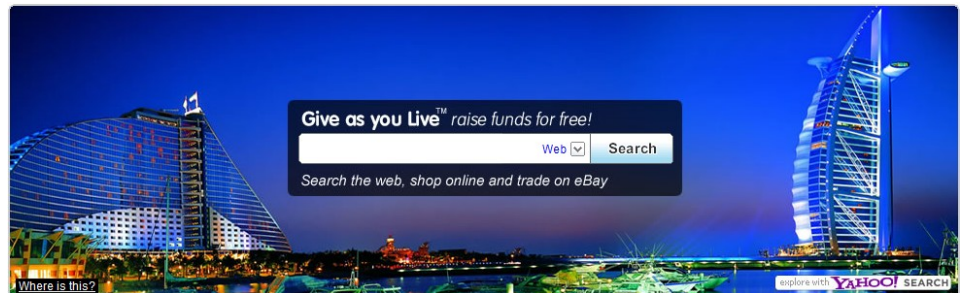 Give as you Live™ raise funds for free!
Web
Search
Search the web, shop online and trade on eBay
Where is this?
explore with YAHOO! SEARCH